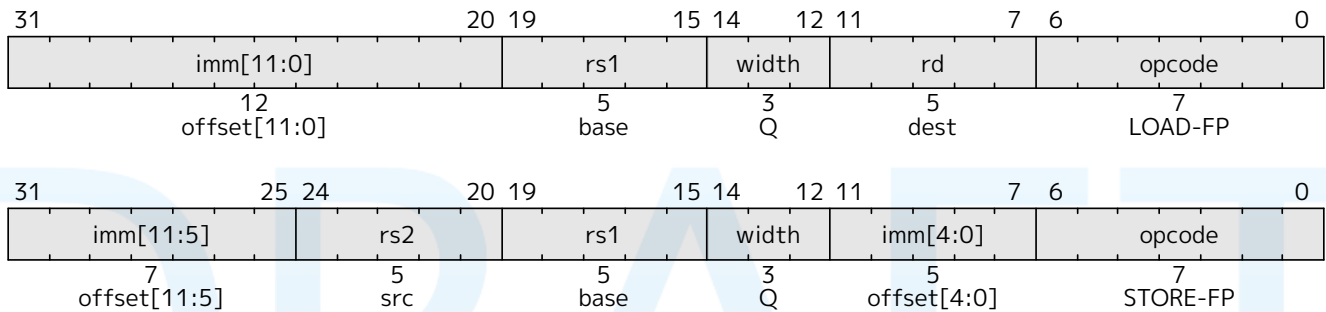 31 20 19 15 14 12 11 7 6 0
imm[11:0] rs1 width rd opcode
12 5 3 5 7
offset[11:0] base Q dest LOAD-FP
31 25 24 20 19 15 14 12 11 7 6 0
imm[11:5] rs2 rs1 width imm[4:0] opcode
7 5 5 3 5 7
offset[11:5] src base Q offset[4:0] STORE-FP
DRAFT